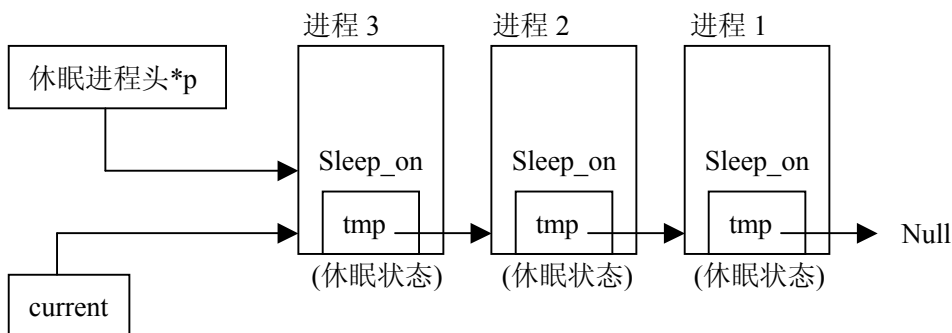 进程 3
进程 2
进程 1
休眠进程头*p
Sleep_on
Sleep_on
Sleep_on
tmp
tmp
tmp
Null
(休眠状态)
(休眠状态)
(休眠状态)
current